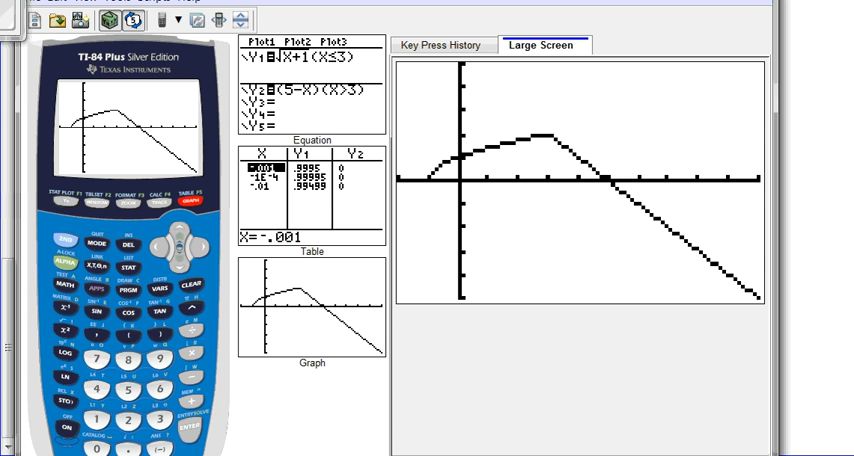 Tools Scripts Help
TI-84 Plus Silver Edition
TEXAS INSTRUMENTS
STAT PLOT F1 TBLSET F2 FORMAT F3 CALC F4 TABLE F5
Y= WINDOW ZOOM TRACE GRAPH
QUIT INS
2ND MODE DEL
A-LOCK LINK LIST
ALPHA X,T,Θ,n STAT
TEST A ANGLE B DRAW C DISTR
MATH APPS PRGM VARS CLEAR
MATRIX D SIN⁻¹ E COS⁻¹ F TAN⁻¹ G π H
X⁻¹ SIN COS TAN ^
X² , ( ) ÷
LOG 7 8 9 ×
LN 4 5 6 −
RCL X L1 Y L2 Z L3 MEM "
STO› 1 2 3 +
OFF CATALOG ANS ? ENTRY SOLVE
ON 0 . (−) ENTER
Plot1 Plot2 Plot3
\Y1=√X+1(X≤3)
\Y2=(5-X)(X>3)
\Y3=
\Y4=
\Y5=
Equation
X Y1 Y2
-.001 .9995 0
-1E-4 .99995 0
-.01 .99499 0
X=-.001
Table
Graph
Key Press History Large Screen